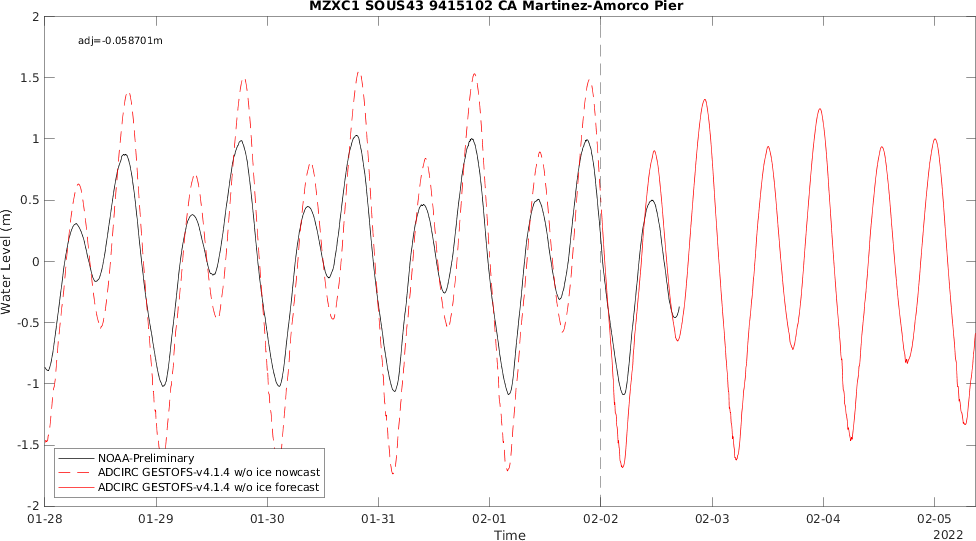 MZXC1 SOUS43 9415102 CA Martinez-Amorco Pier
adj=-0.058701m
2
1.5
1
0.5
0
-0.5
-1
-1.5
-2
Water Level (m)
NOAA-Preliminary
ADCIRC GESTOFS-v4.1.4 w/o ice nowcast
ADCIRC GESTOFS-v4.1.4 w/o ice forecast
01-28 01-29 01-30 01-31 02-01 02-02 02-03 02-04 02-05
Time
2022